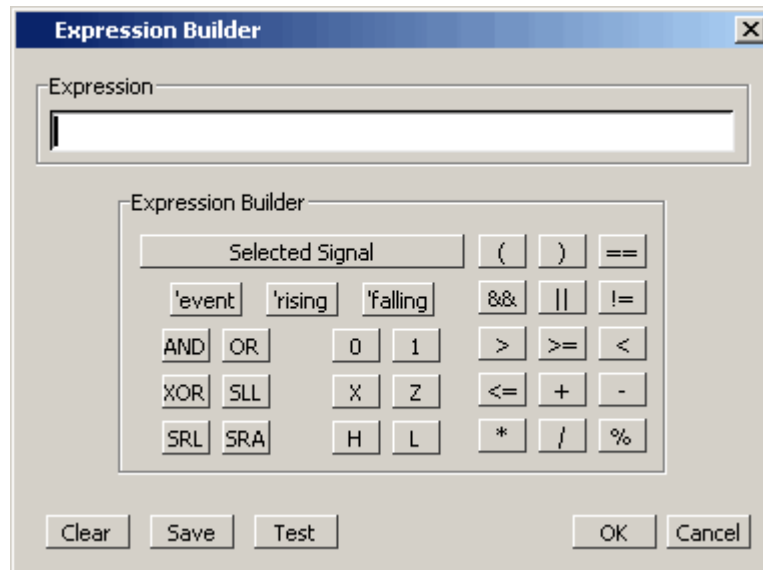 Expression Builder
Expression
Expression Builder
Selected Signal ( ) ==
'event 'rising 'falling && || !=
AND OR 0 1 > >= <
XOR SLL X Z <= + -
SRL SRA H L * / %
Clear Save Test OK Cancel